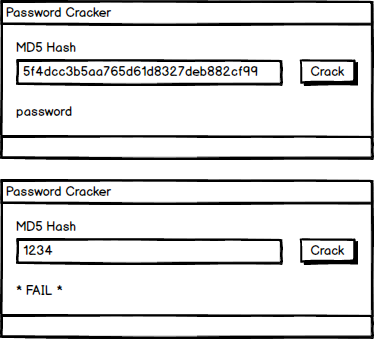 Password Cracker
MD5 Hash
5f4dcc3b5aa765d61d8327deb882cf99
Crack
password
Password Cracker
MD5 Hash
1234
Crack
* FAIL *